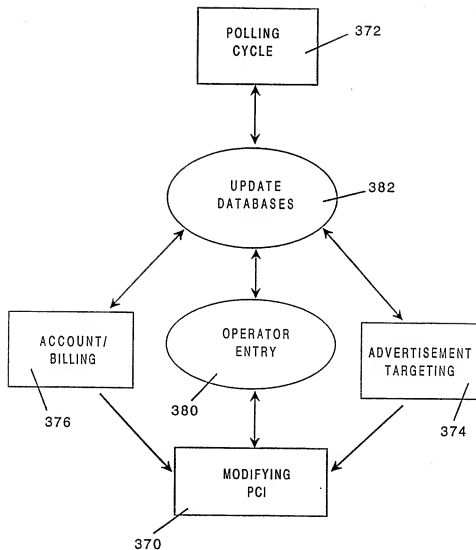 POLLING
CYCLE
372
UPDATE
DATABASES
382
ACCOUNT/
BILLING
376
OPERATOR
ENTRY
380
ADVERTISEMENT
TARGETING
374
MODIFYING
PCI
370